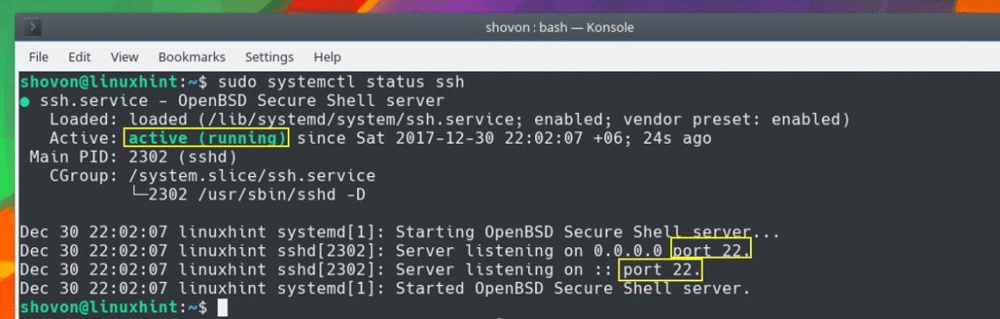 shovon : bash — Konsole
File Edit View Bookmarks Settings Help
shovon@linuxhint:~$ sudo systemctl status ssh
● ssh.service - OpenBSD Secure Shell server
   Loaded: loaded (/lib/systemd/system/ssh.service; enabled; vendor preset: enabled)
   Active: active (running) since Sat 2017-12-30 22:02:07 +06; 24s ago
 Main PID: 2302 (sshd)
   CGroup: /system.slice/ssh.service
           └─2302 /usr/sbin/sshd -D
Dec 30 22:02:07 linuxhint systemd[1]: Starting OpenBSD Secure Shell server...
Dec 30 22:02:07 linuxhint sshd[2302]: Server listening on 0.0.0.0 port 22.
Dec 30 22:02:07 linuxhint sshd[2302]: Server listening on :: port 22.
Dec 30 22:02:07 linuxhint systemd[1]: Started OpenBSD Secure Shell server.
shovon@linuxhint:~$